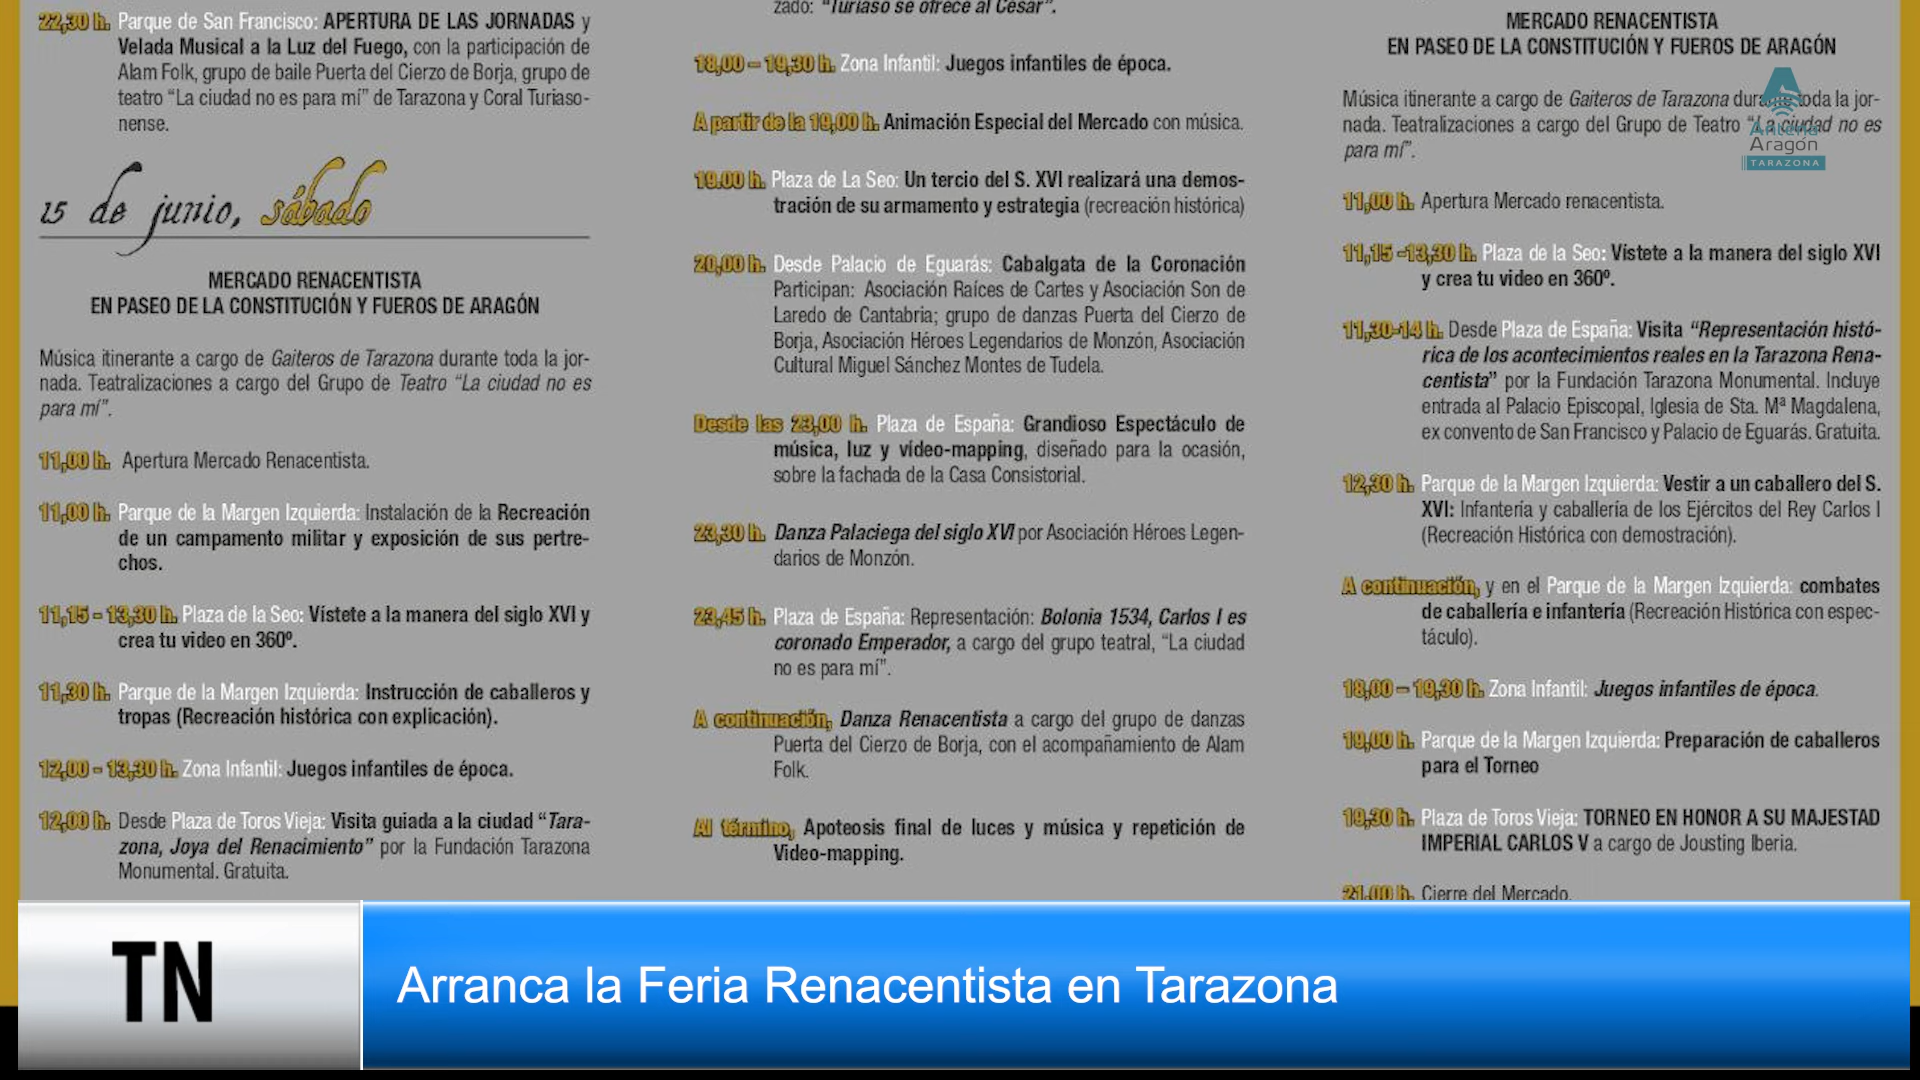 22,30 h. Parque de San Francisco: APERTURA DE LAS JORNADAS y
Velada Musical a la Luz del Fuego, con la participación de
Alam Folk, grupo de baile Puerta del Cierzo de Borja, grupo de
teatro “La ciudad no es para mí” de Tarazona y Coral Turiaso-
nense.
15 de junio, sábado
MERCADO RENACENTISTA
EN PASEO DE LA CONSTITUCIÓN Y FUEROS DE ARAGÓN
Música itinerante a cargo de Gaiteros de Tarazona durante toda la jor-
nada. Teatralizaciones a cargo del Grupo de Teatro “La ciudad no es
para mí”.
11,00 h. Apertura Mercado Renacentista.
11,00 h. Parque de la Margen Izquierda: Instalación de la Recreación
de un campamento militar y exposición de sus pertre-
chos.
11,15 - 13,30 h. Plaza de la Seo: Vístete a la manera del siglo XVI y
crea tu video en 360º.
11,30 h. Parque de la Margen Izquierda: Instrucción de caballeros y
tropas (Recreación histórica con explicación).
12,00 - 13,30 h. Zona Infantil: Juegos infantiles de época.
12,00 h. Desde Plaza de Toros Vieja: Visita guiada a la ciudad “Tara-
zona, Joya del Renacimiento” por la Fundación Tarazona
Monumental. Gratuita.
zado: “Turiaso se ofrece al César”.
18,00 – 19,30 h. Zona Infantil: Juegos infantiles de época.
A partir de la 19,00 h. Animación Especial del Mercado con música.
19.00 h. Plaza de La Seo: Un tercio del S. XVI realizará una demos-
tración de su armamento y estrategia (recreación histórica)
20,00 h. Desde Palacio de Eguarás: Cabalgata de la Coronación
Participan: Asociación Raíces de Cartes y Asociación Son de
Laredo de Cantabria; grupo de danzas Puerta del Cierzo de
Borja, Asociación Héroes Legendarios de Monzón, Asociación
Cultural Miguel Sánchez Montes de Tudela.
Desde las 23,00 h. Plaza de España: Grandioso Espectáculo de
música, luz y vídeo-mapping, diseñado para la ocasión,
sobre la fachada de la Casa Consistorial.
23,30 h. Danza Palaciega del siglo XVI por Asociación Héroes Legen-
darios de Monzón.
23,45 h. Plaza de España: Representación: Bolonia 1534, Carlos I es
coronado Emperador, a cargo del grupo teatral, “La ciudad
no es para mí”.
A continuación, Danza Renacentista a cargo del grupo de danzas
Puerta del Cierzo de Borja, con el acompañamiento de Alam
Folk.
Al término, Apoteosis final de luces y música y repetición de
Video-mapping.
MERCADO RENACENTISTA
EN PASEO DE LA CONSTITUCIÓN Y FUEROS DE ARAGÓN
Música itinerante a cargo de Gaiteros de Tarazona durante toda la jor-
nada. Teatralizaciones a cargo del Grupo de Teatro “La ciudad no es
para mí”.
11,00 h. Apertura Mercado renacentista.
11,15 -13,30 h. Plaza de la Seo: Vístete a la manera del siglo XVI
y crea tu video en 360º.
11,30-14 h. Desde Plaza de España: Visita “Representación histó-
rica de los acontecimientos reales en la Tarazona Rena-
centista” por la Fundación Tarazona Monumental. Incluye
entrada al Palacio Episcopal, Iglesia de Sta. Mª Magdalena,
ex convento de San Francisco y Palacio de Eguarás. Gratuita.
12,30 h. Parque de la Margen Izquierda: Vestir a un caballero del S.
XVI: Infantería y caballería de los Ejércitos del Rey Carlos I
(Recreación Histórica con demostración).
A continuación, y en el Parque de la Margen Izquierda: combates
de caballería e infantería (Recreación Histórica con espec-
táculo).
18,00 – 19,30 h. Zona Infantil: Juegos infantiles de época.
19,00 h. Parque de la Margen Izquierda: Preparación de caballeros
para el Torneo
19,30 h. Plaza de Toros Vieja: TORNEO EN HONOR A SU MAJESTAD
IMPERIAL CARLOS V a cargo de Jousting Iberia.
21,00 h. Cierre del Mercado.
Antena
Aragón
TARAZONA
TN
Arranca la Feria Renacentista en Tarazona